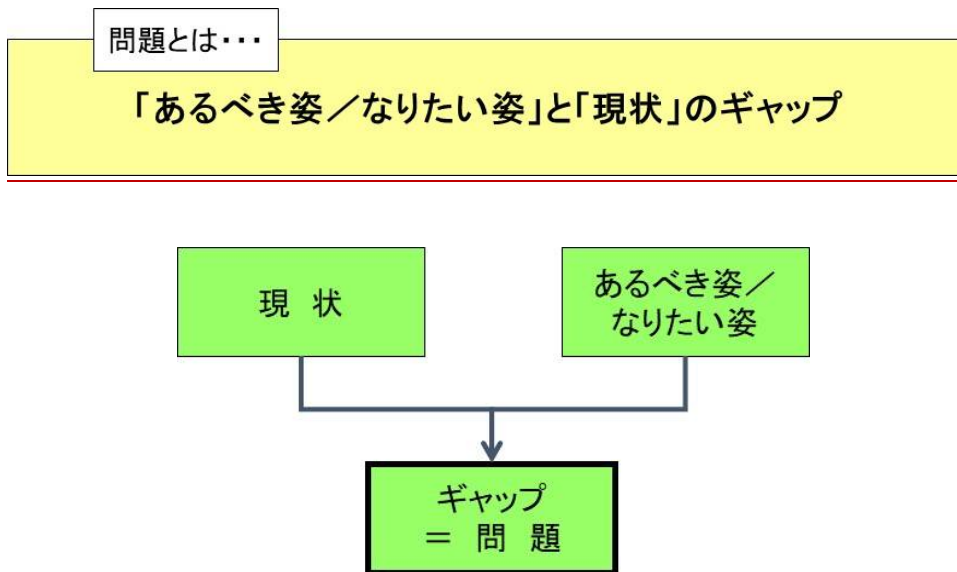 問題とは・・・
「あるべき姿／なりたい姿」と「現状」のギャップ
現 状
あるべき姿／
なりたい姿
ギャップ
＝ 問 題